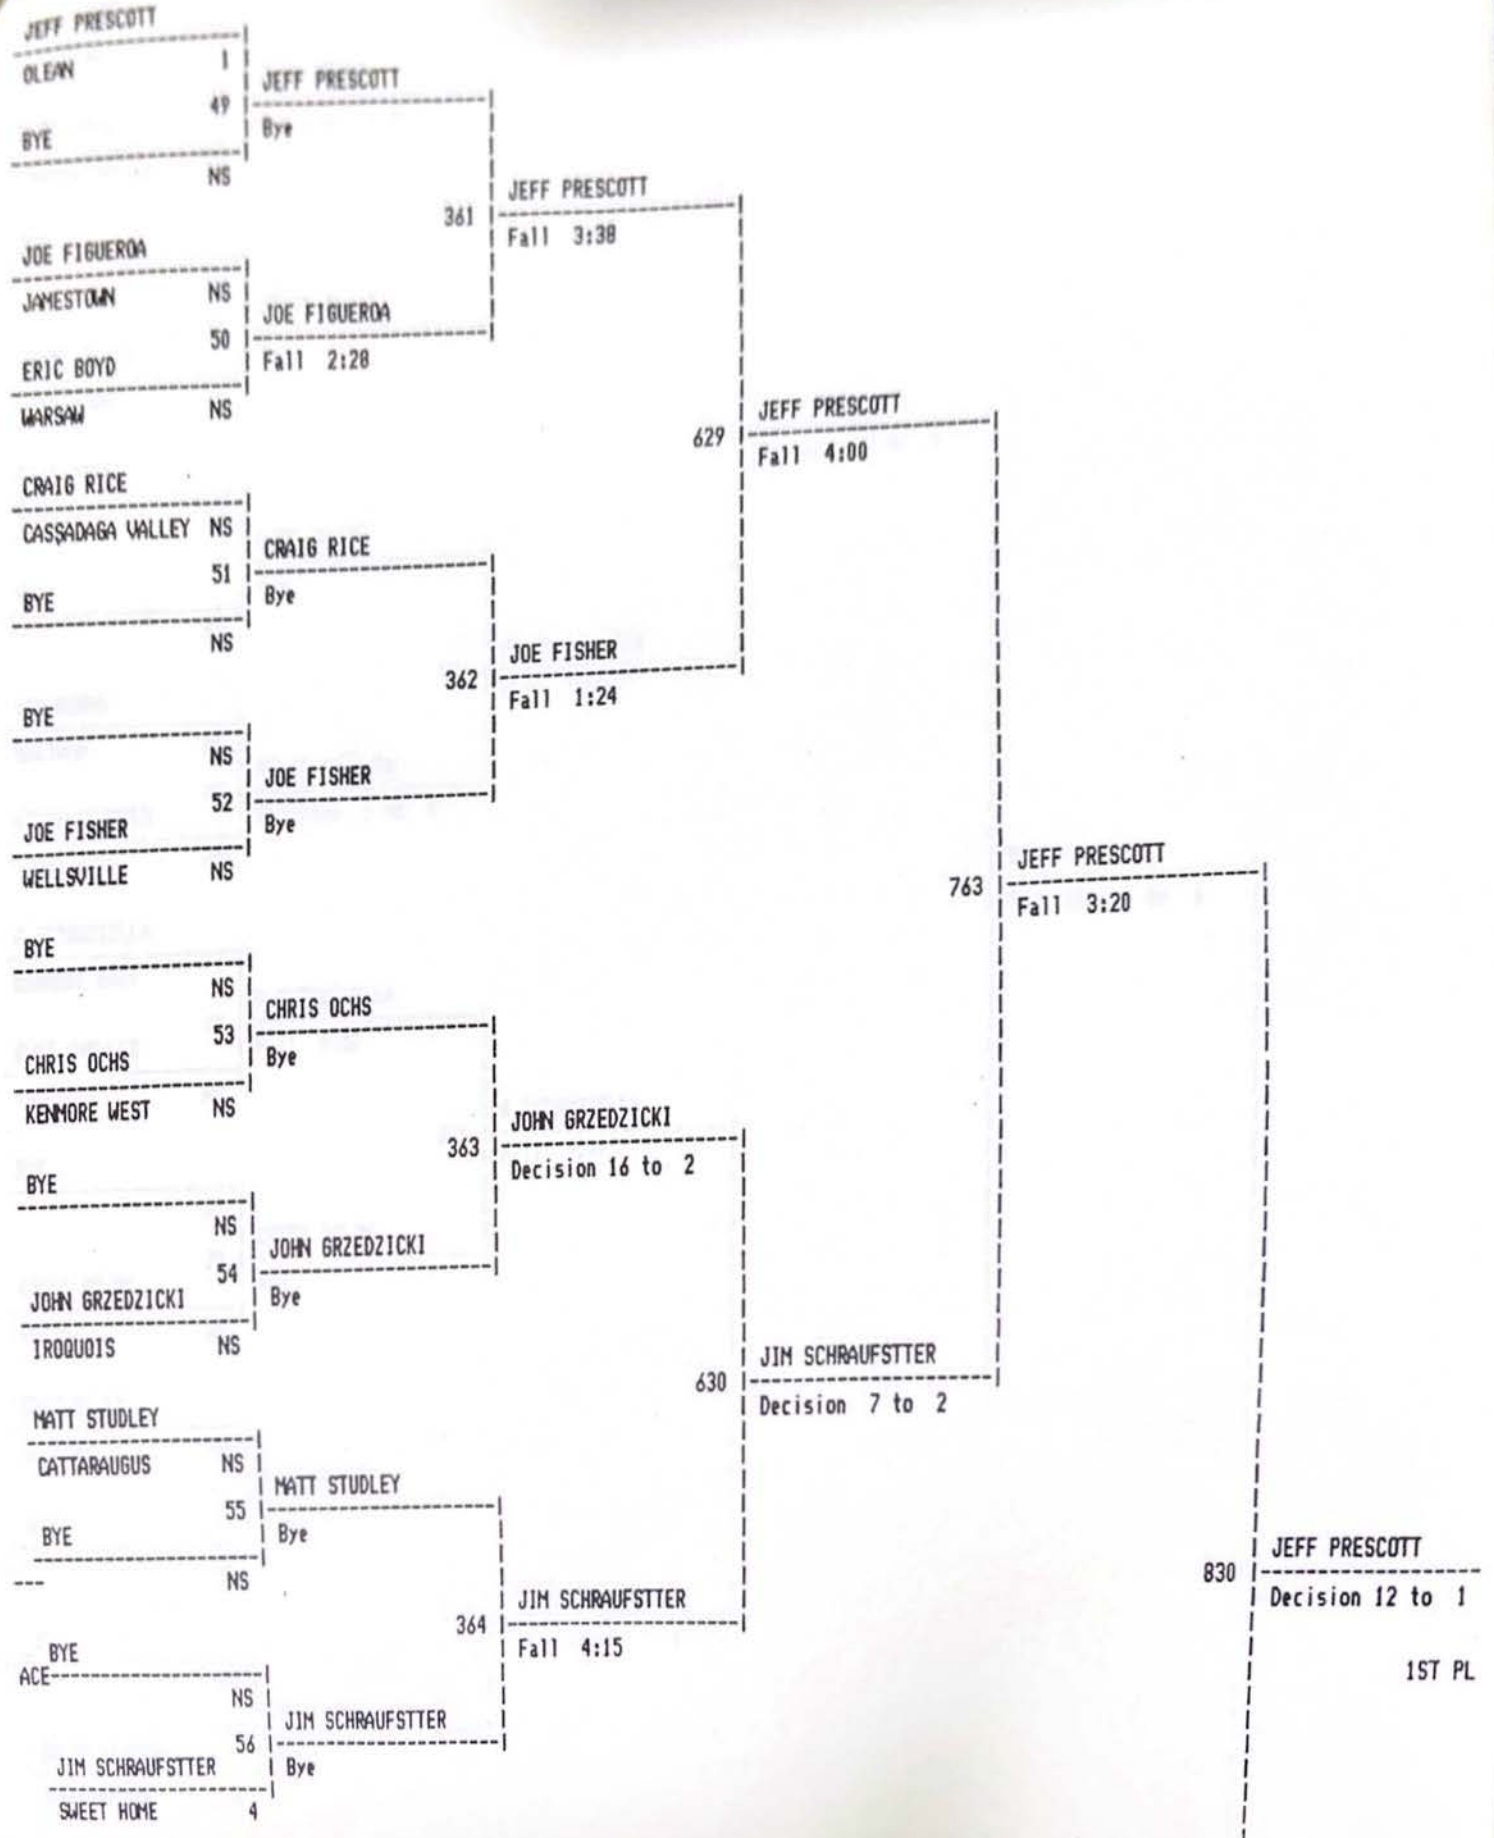 JEFF PRESCOTT
OLEAN 1
49
BYE
NS
JEFF PRESCOTT
Bye
JOE FIGUEROA
JAMESTOWN NS
50
ERIC BOYD
WARSAW NS
JOE FIGUEROA
Fall 2:28
361
JEFF PRESCOTT
Fall 3:38
CRAIG RICE
CASSADAGA VALLEY NS
51
BYE
NS
CRAIG RICE
Bye
BYE
NS
52
JOE FISHER
WELLSVILLE NS
JOE FISHER
Bye
362
JOE FISHER
Fall 1:24
629
JEFF PRESCOTT
Fall 4:00
BYE
NS
53
CHRIS OCHS
KENMORE WEST NS
CHRIS OCHS
Bye
BYE
NS
54
JOHN GRZEDZICKI
IROQUOIS NS
JOHN GRZEDZICKI
Bye
363
JOHN GRZEDZICKI
Decision 16 to 2
MATT STUDLEY
CATTARAUGUS NS
55
BYE
--- NS
MATT STUDLEY
Bye
BYE
ACE
NS
56
JIM SCHRAUFSTTER
SWEET HOME 4
JIM SCHRAUFSTTER
Bye
364
JIM SCHRAUFSTTER
Fall 4:15
630
JIM SCHRAUFSTTER
Decision 7 to 2
763
JEFF PRESCOTT
Fall 3:20
830
JEFF PRESCOTT
Decision 12 to 1
1ST PL